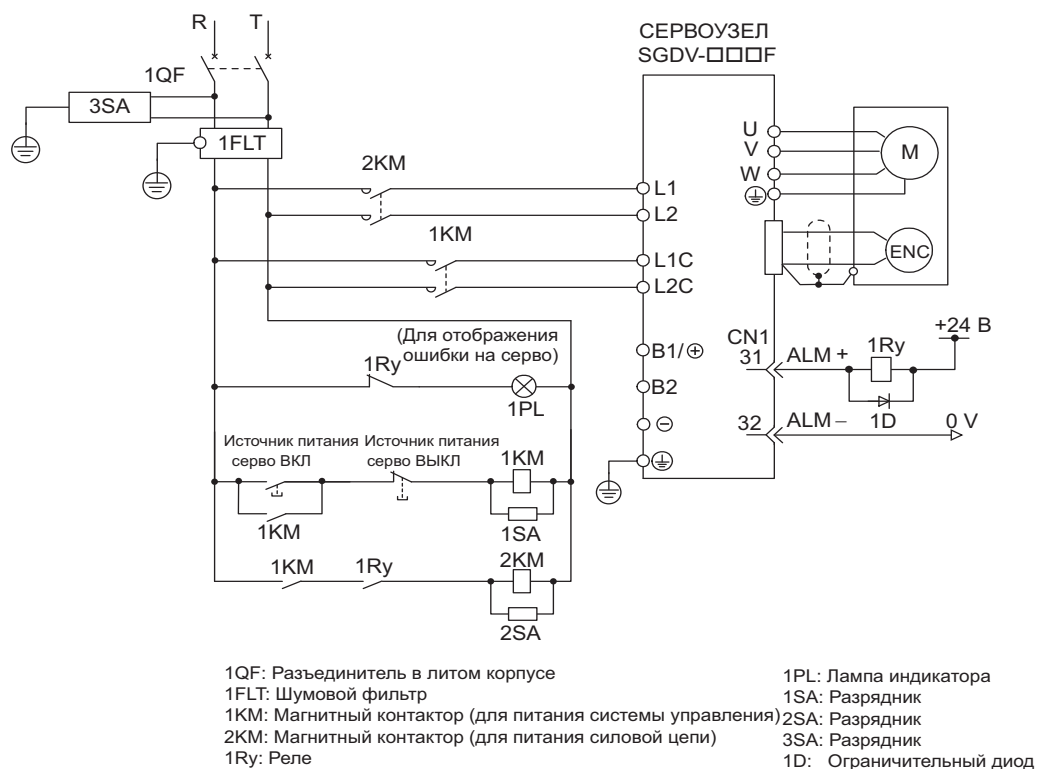 R T
СЕРВОУЗЕЛ
SGDV-□□□F
1QF
3SA
1FLT
2KM
L1
L2
1KM
L1C
L2C
U
V
W
M
ENC
(Для отображения
ошибки на серво)
1Ry
1PL
B1/⊕
B2
⊖
CN1
31 ALM +
1Ry
+24 В
1D
32 ALM –
0 V
Источник питания
серво ВКЛ
Источник питания
серво ВЫКЛ
1KM
1KM
1SA
1KM
1Ry
2KM
2SA
1QF: Разъединитель в литом корпусе
1FLT: Шумовой фильтр
1KM: Магнитный контактор (для питания системы управления)
2KM: Магнитный контактор (для питания силовой цепи)
1Ry: Реле
1PL: Лампа индикатора
1SA: Разрядник
2SA: Разрядник
3SA: Разрядник
1D: Ограничительный диод